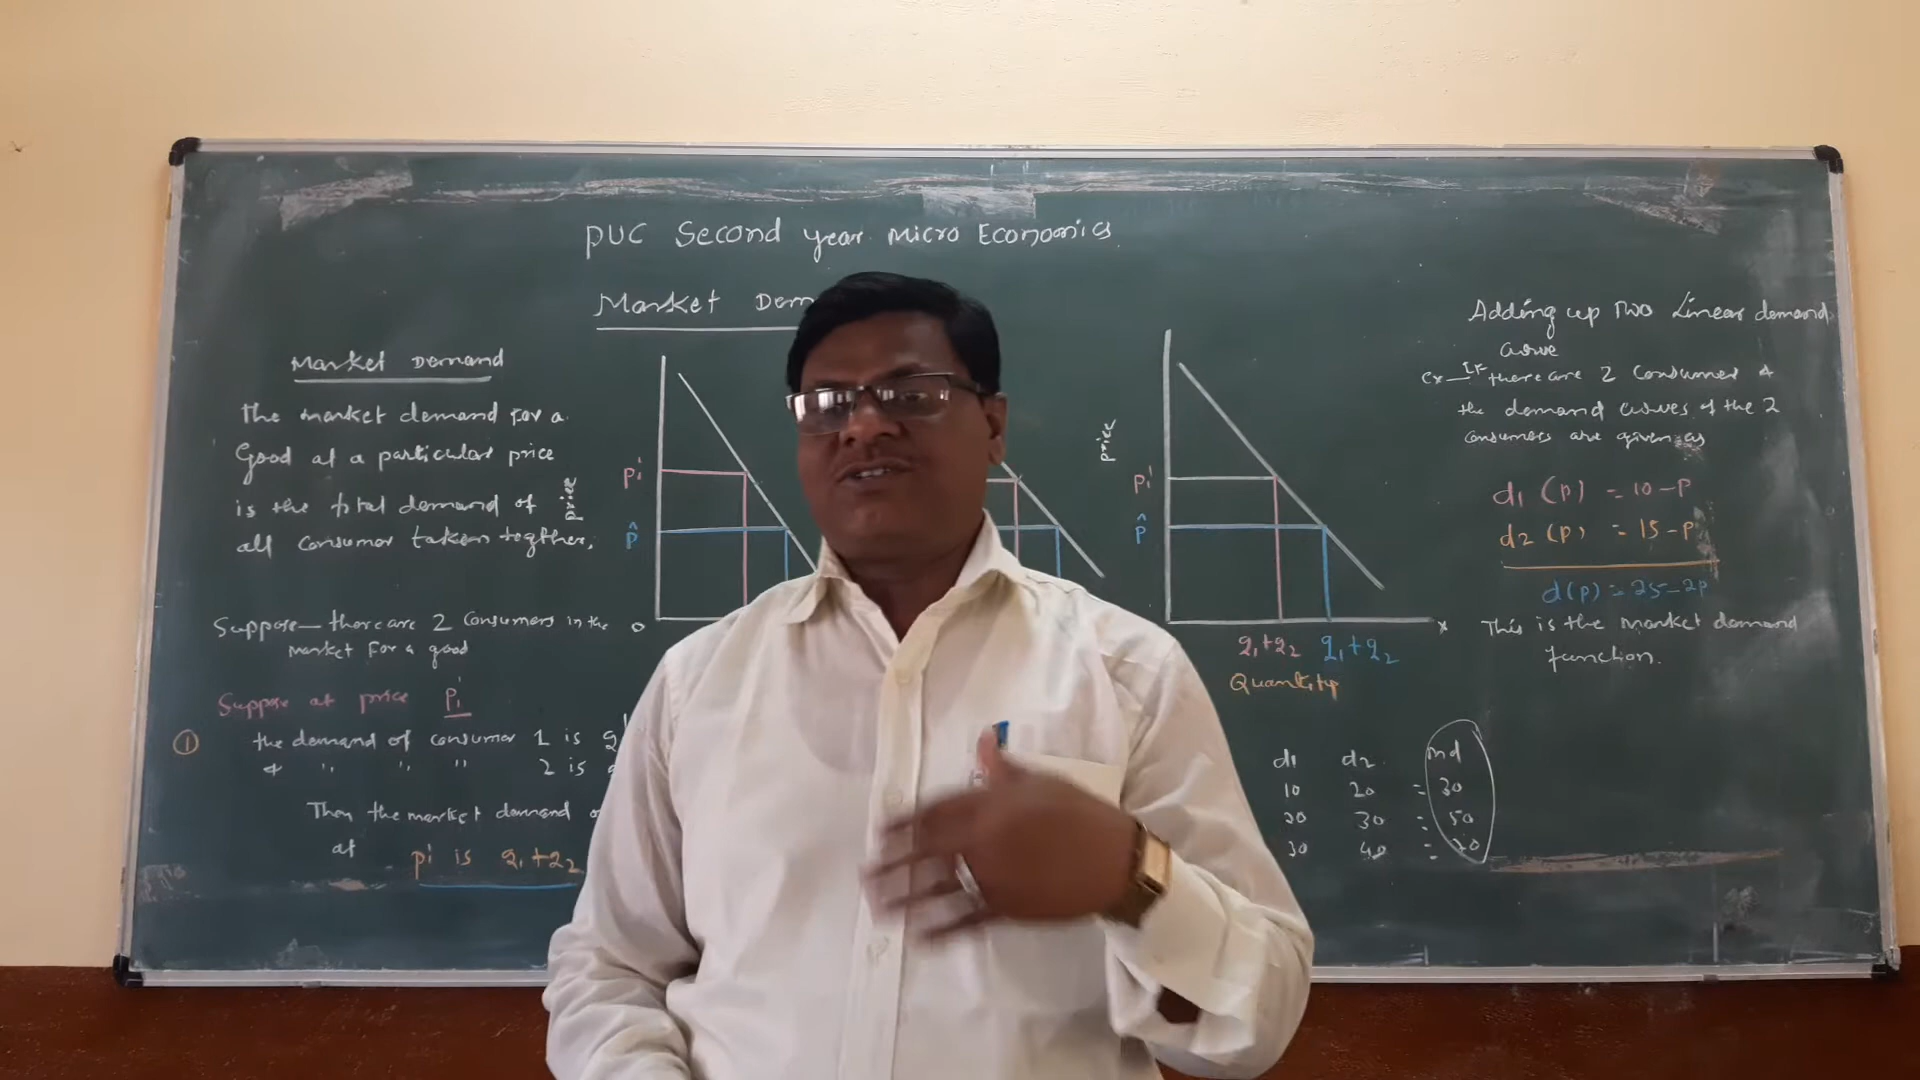 PUC Second year Micro Economics
Market Dem
Market Demand
The market demand for a
Good at a particular price
is the total demand of
all consumer taken togther,
Suppose— there are 2 Consumers in the
market for a good
Suppose at price P¹
① the demand of consumer 1 is q
& " " " 2 is
Then the market demand o
at
p¹ is q₁+q₂
price
p¹
p̂
o
price
p¹
p̂
x
q₁+q₂ q₁+q₂
Quantity
d₁ d₂ md
10 20 = 30
20 30 : 50
30 40 =
Adding up Two Linear demand
curve
Ex— If there are 2 Consumers &
the demand curves of the 2
consumers are given as
d₁ (p) = 10-P
d₂ (p) = 15-P
d(p) = 25-2p
This is the market demand
function.